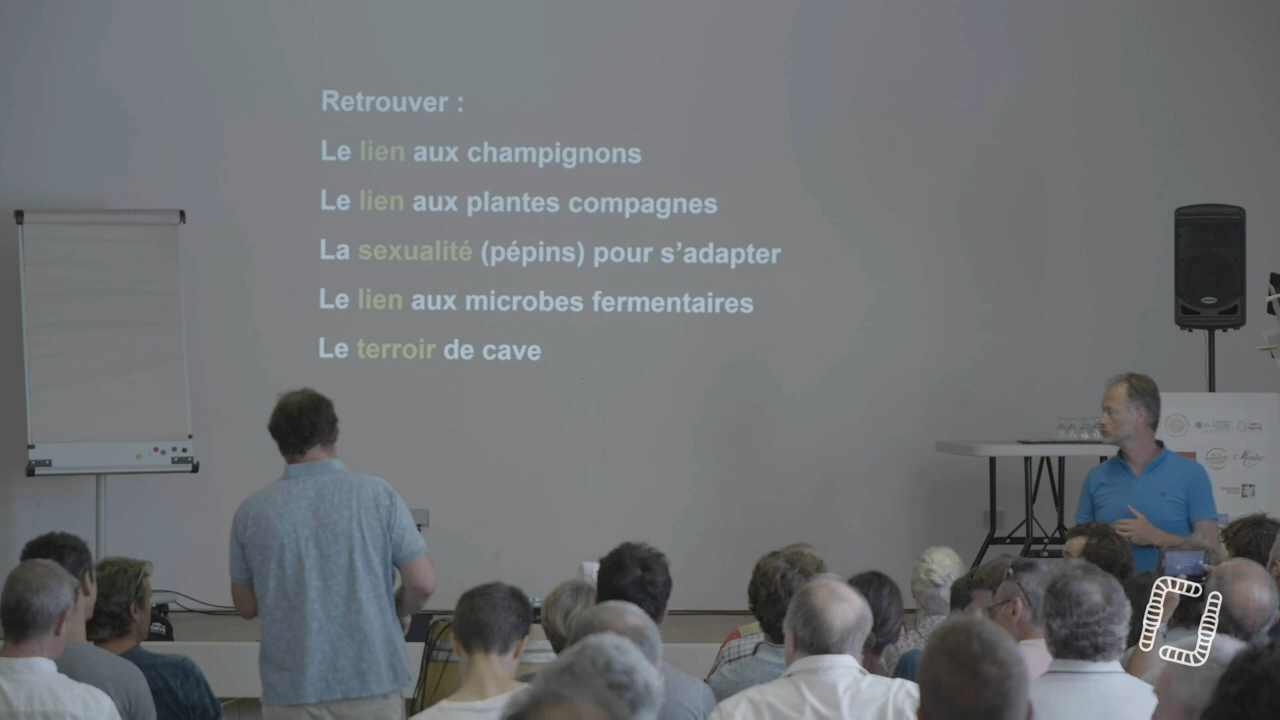 Retrouver :
Le lien aux champignons
Le lien aux plantes compagnes
La sexualité (pépins) pour s’adapter
Le lien aux microbes fermentaires
Le terroir de cave